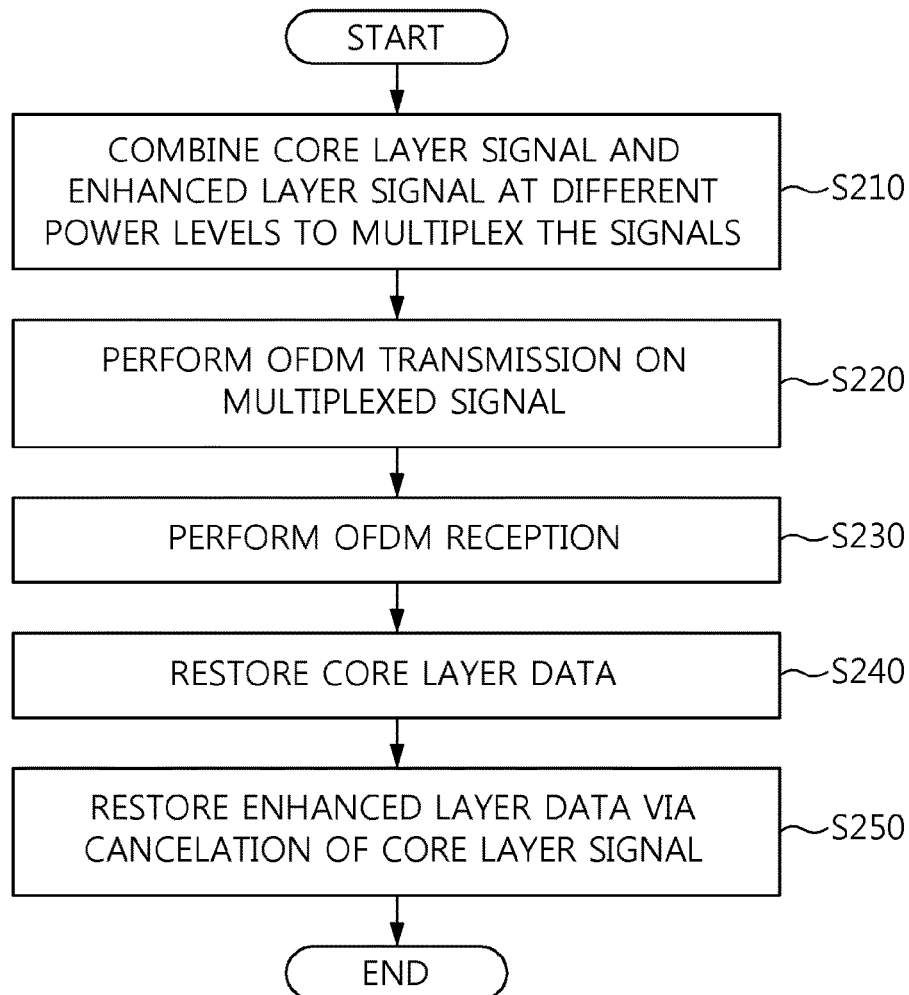 START
COMBINE CORE LAYER SIGNAL AND
ENHANCED LAYER SIGNAL AT DIFFERENT
POWER LEVELS TO MULTIPLEX THE SIGNALS
S210
PERFORM OFDM TRANSMISSION ON
MULTIPLEXED SIGNAL
S220
PERFORM OFDM RECEPTION
S230
RESTORE CORE LAYER DATA
S240
RESTORE ENHANCED LAYER DATA VIA
CANCELATION OF CORE LAYER SIGNAL
S250
END